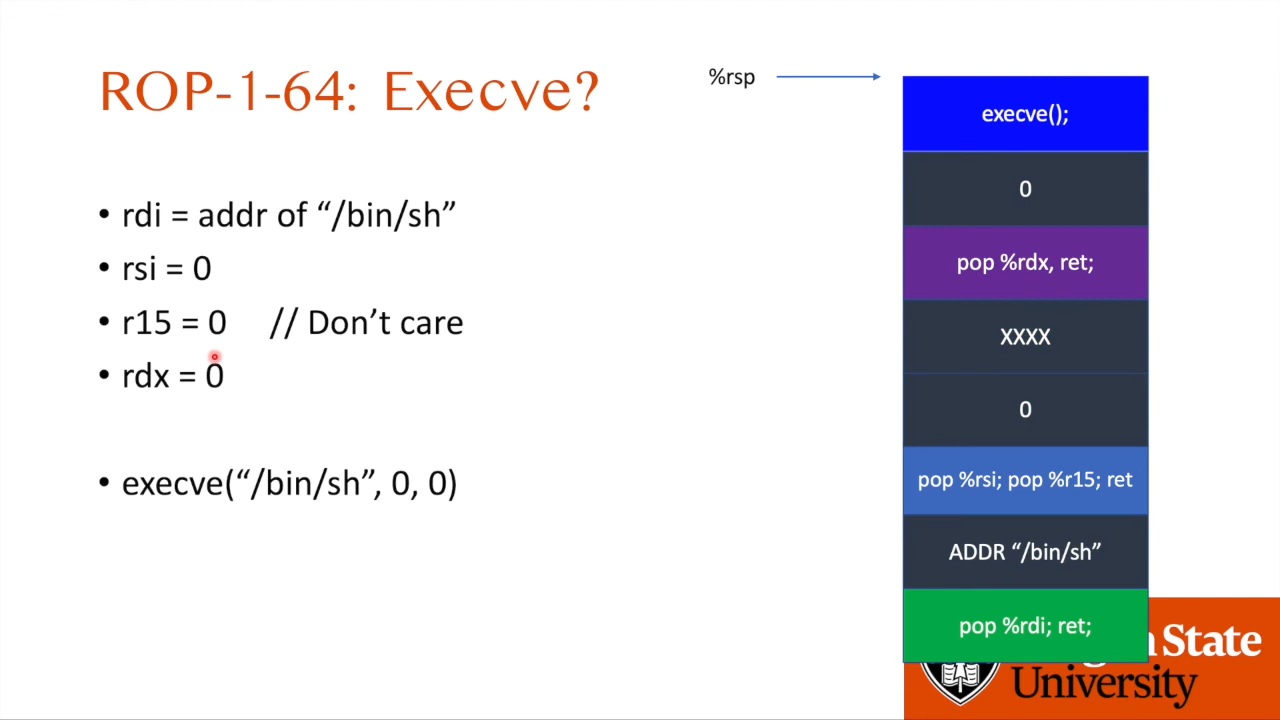 ROP-1-64: Execve?
• rdi = addr of “/bin/sh”
• rsi = 0
• r15 = 0 // Don’t care
• rdx = 0
• execve(“/bin/sh”, 0, 0)
%rsp
execve();
0
pop %rdx, ret;
XXXX
0
pop %rsi; pop %r15; ret
ADDR “/bin/sh”
pop %rdi; ret;
State
University